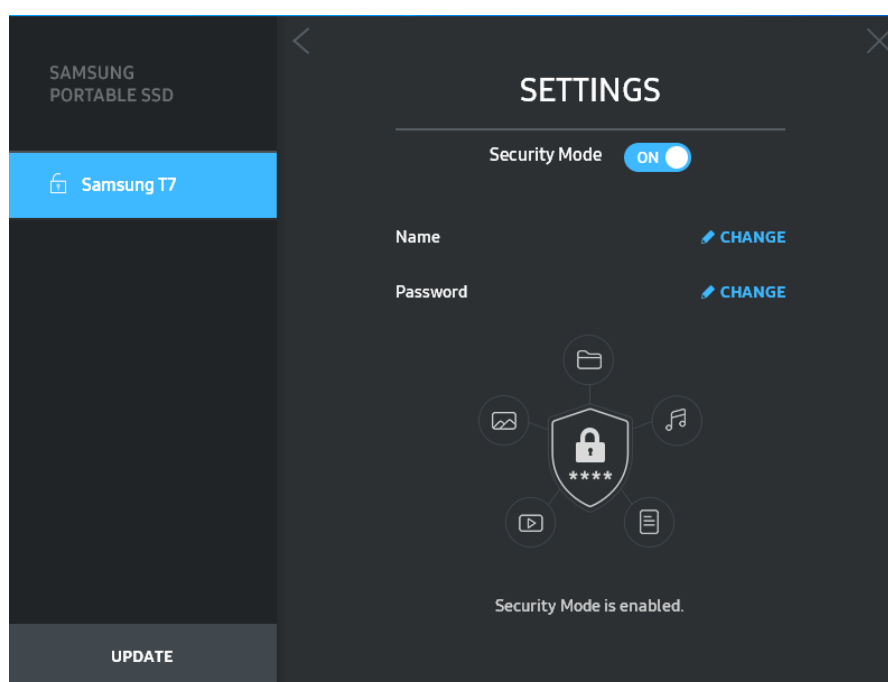 SAMSUNG
PORTABLE SSD
Samsung T7
UPDATE
SETTINGS
Security Mode ON
Name CHANGE
Password CHANGE
****
Security Mode is enabled.